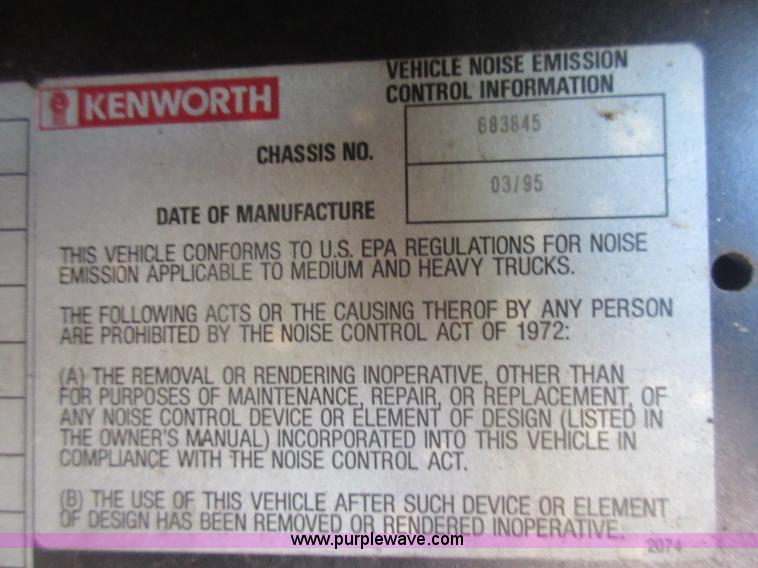 KENWORTH
VEHICLE NOISE EMISSION
CONTROL INFORMATION
CHASSIS NO. 683845
DATE OF MANUFACTURE 03/95
THIS VEHICLE CONFORMS TO U.S. EPA REGULATIONS FOR NOISE
EMISSION APPLICABLE TO MEDIUM AND HEAVY TRUCKS.
THE FOLLOWING ACTS OR THE CAUSING THEROF BY ANY PERSON
ARE PROHIBITED BY THE NOISE CONTROL ACT OF 1972:
(A) THE REMOVAL OR RENDERING INOPERATIVE, OTHER THAN
FOR PURPOSES OF MAINTENANCE, REPAIR, OR REPLACEMENT, OF
ANY NOISE CONTROL DEVICE OR ELEMENT OF DESIGN (LISTED IN
THE OWNER'S MANUAL) INCORPORATED INTO THIS VEHICLE IN
COMPLIANCE WITH THE NOISE CONTROL ACT.
(B) THE USE OF THIS VEHICLE AFTER SUCH DEVICE OR ELEMENT
OF DESIGN HAS BEEN REMOVED OR RENDERED INOPERATIVE.
2074
www.purplewave.com